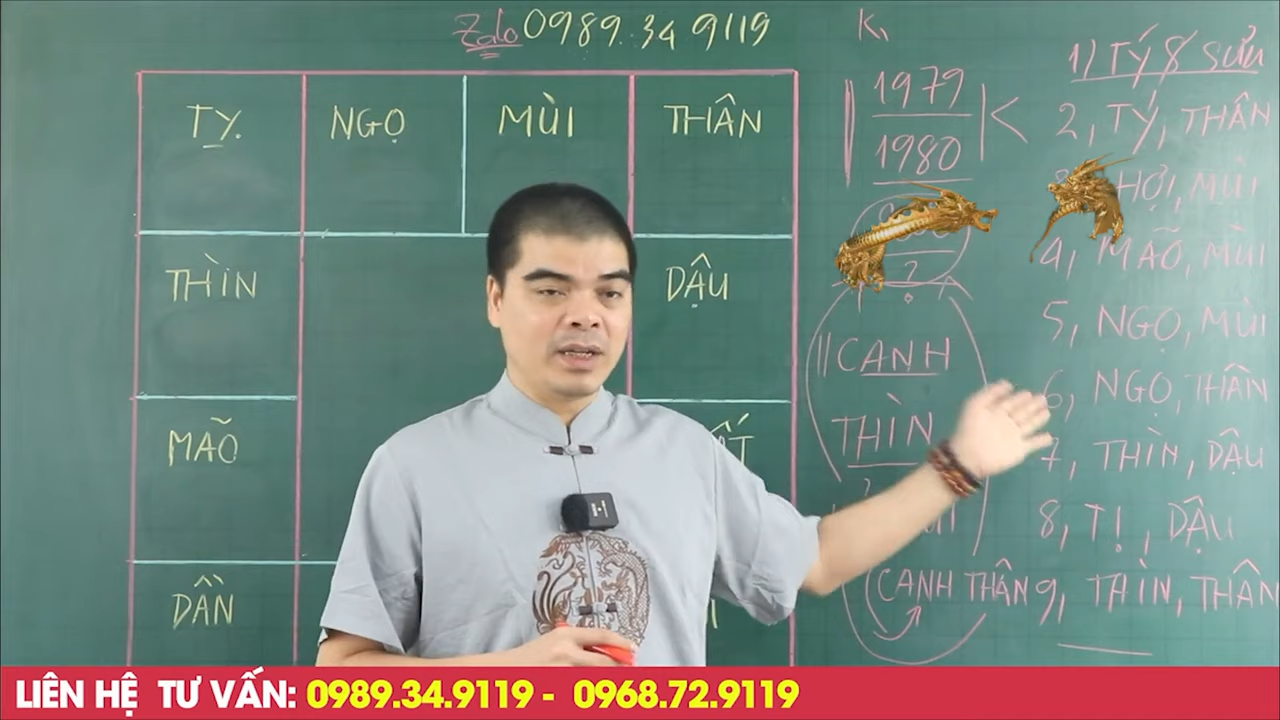 Zalo 0989.34 9119
TỴ.
NGỌ
MÙI
THÂN
THÌN
DẬU
MÃO
DẦN
K,
1979
1980
?
CANH
THÌN
?
(CANH THÂN
1) TÝ & SỬU
2, TÝ, THÂN
HỢI, MÙI
4, MÃO, MÙI
5, NGỌ, MÙI
6, NGỌ, THÂN
7, THÌN, DẬU
8, TỊ, DẬU
9, THÌN, THÂN
LIÊN HỆ TƯ VẤN: 0989.34.9119 - 0968.72.9119